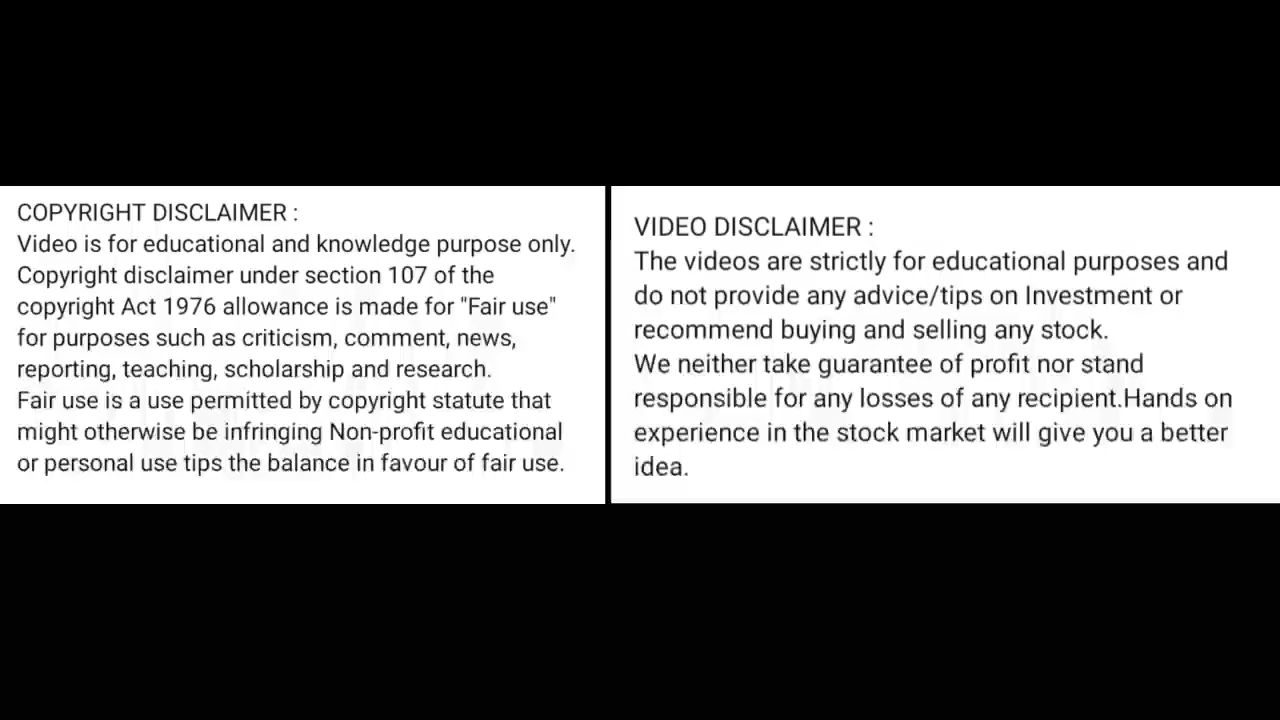 COPYRIGHT DISCLAIMER :
Video is for educational and knowledge purpose only.
Copyright disclaimer under section 107 of the
copyright Act 1976 allowance is made for "Fair use"
for purposes such as criticism, comment, news,
reporting, teaching, scholarship and research.
Fair use is a use permitted by copyright statute that
might otherwise be infringing Non-profit educational
or personal use tips the balance in favour of fair use.
VIDEO DISCLAIMER :
The videos are strictly for educational purposes and
do not provide any advice/tips on Investment or
recommend buying and selling any stock.
We neither take guarantee of profit nor stand
responsible for any losses of any recipient.Hands on
experience in the stock market will give you a better
idea.